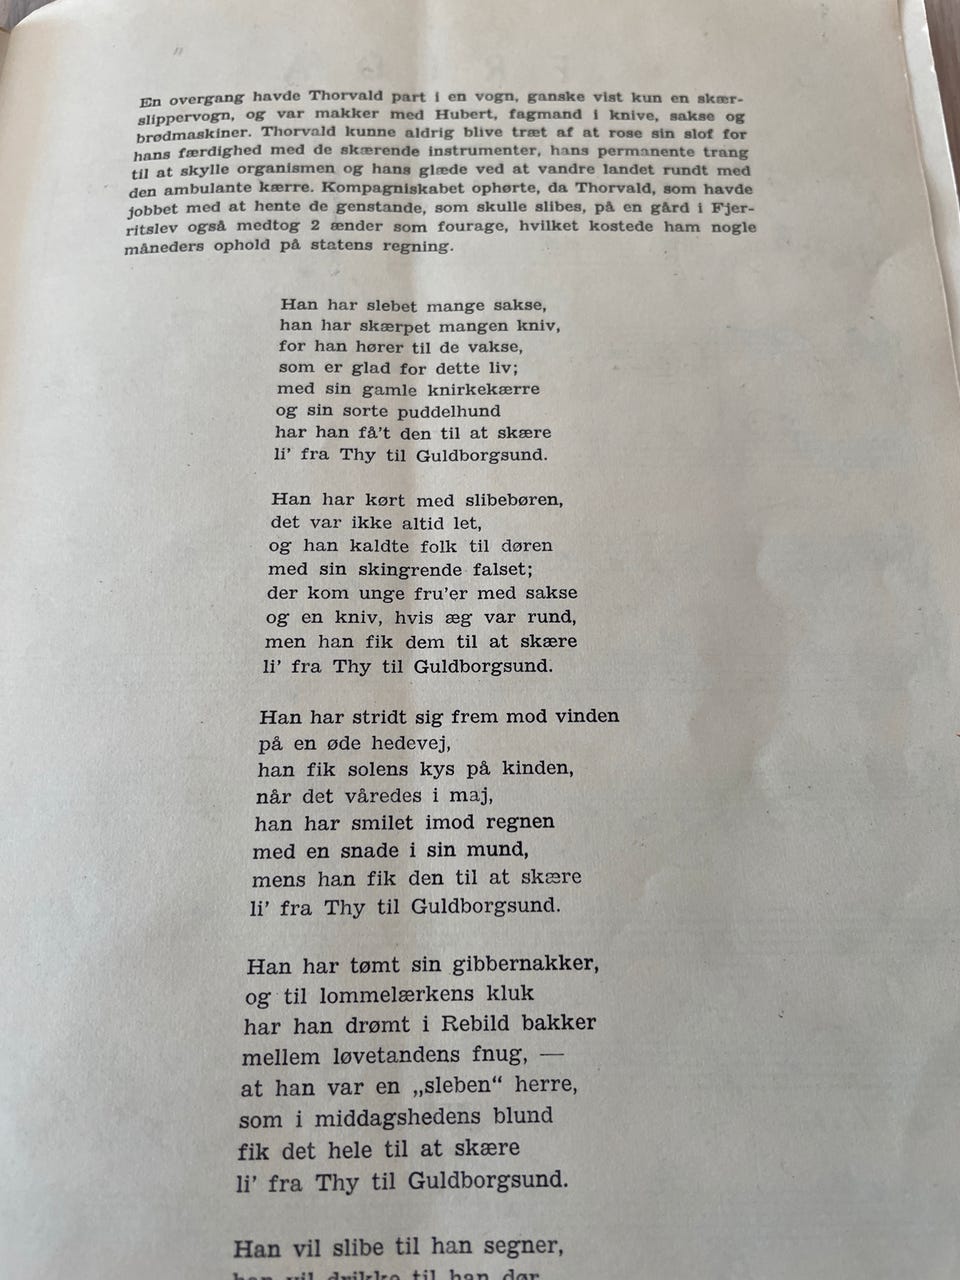 En overgang havde Thorvald part i en vogn, ganske vist kun en skær-
slippervogn, og var makker med Hubert, fagmand i knive, sakse og
brødmaskiner. Thorvald kunne aldrig blive træt af at rose sin slof for
hans færdighed med de skærende instrumenter, hans permanente trang
til at skylle organismen og hans glæde ved at vandre landet rundt med
den ambulante kærre. Kompagniskabet ophørte, da Thorvald, som havde
jobbet med at hente de genstande, som skulle slibes, på en gård i Fjer-
ritslev også medtog 2 ænder som fourage, hvilket kostede ham nogle
måneders ophold på statens regning.
Han har slebet mange sakse,
han har skærpet mangen kniv,
for han hører til de vakse,
som er glad for dette liv;
med sin gamle knirkekærre
og sin sorte puddelhund
har han få't den til at skære
li' fra Thy til Guldborgsund.
Han har kørt med slibebøren,
det var ikke altid let,
og han kaldte folk til døren
med sin skingrende falset;
der kom unge fru'er med sakse
og en kniv, hvis æg var rund,
men han fik dem til at skære
li' fra Thy til Guldborgsund.
Han har stridt sig frem mod vinden
på en øde hedevej,
han fik solens kys på kinden,
når det våredes i maj,
han har smilet imod regnen
med en snade i sin mund,
mens han fik den til at skære
li' fra Thy til Guldborgsund.
Han har tømt sin gibbernakker,
og til lommelærkens kluk
har han drømt i Rebild bakker
mellem løvetandens fnug, —
at han var en „sleben“ herre,
som i middagshedens blund
fik det hele til at skære
li' fra Thy til Guldborgsund.
Han vil slibe til han segner,
han vil drikke til han dør